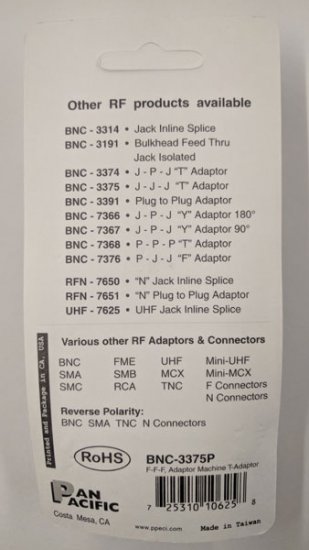 Other RF products available
BNC - 3314 • Jack Inline Splice
BNC - 3191 • Bulkhead Feed Thru
Jack Isolated
BNC - 3374 • J - P - J “T” Adaptor
BNC - 3375 • J - J - J “T” Adaptor
BNC - 3391 • Plug to Plug Adaptor
BNC - 7366 • J - P - J “Y” Adaptor 180°
BNC - 7367 • J - P - J “Y” Adaptor 90°
BNC - 7368 • P - P - P “T” Adaptor
BNC - 7376 • P - J - J “F” Adaptor
RFN - 7650 • “N” Jack Inline Splice
RFN - 7651 • “N” Plug to Plug Adaptor
UHF - 7625 • UHF Jack Inline Splice
Various other RF Adaptors & Connectors
BNC FME UHF Mini-UHF
SMA SMB MCX Mini-MCX
SMC RCA TNC F Connectors
N Connectors
Reverse Polarity:
BNC SMA TNC N Connectors
Printed and Package in CA, USA
RoHS
BNC-3375P
F-F-F, Adaptor Machine T-Adaptor
PAN PACIFIC
Costa Mesa, CA
7 25310 10625 8
www.ppeci.com
Made in Taiwan